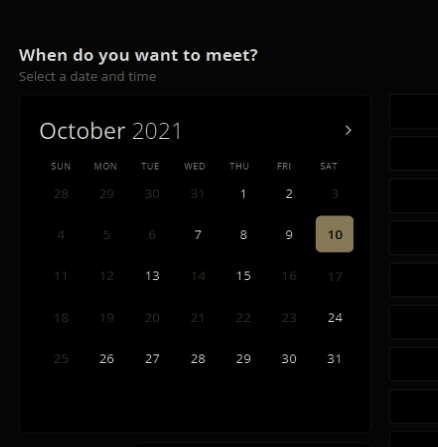 When do you want to meet?
Select a date and time
October 2021
SUN MON TUE WED THU FRI SAT
28 29 30 31 1 2 3
4 5 6 7 8 9 10
11 12 13 14 15 16 17
18 19 20 21 22 23 24
25 26 27 28 29 30 31